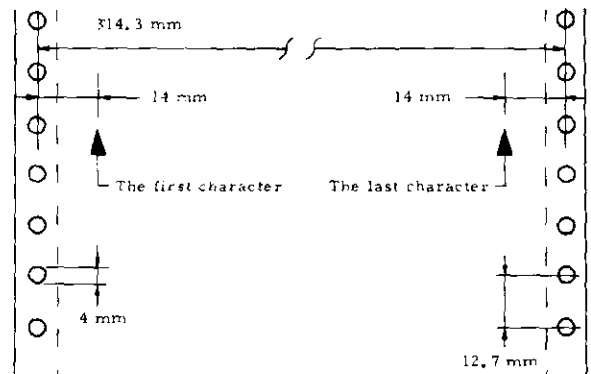 314.3 mm
14 mm
14 mm
The first character
The last character
4 mm
12.7 mm